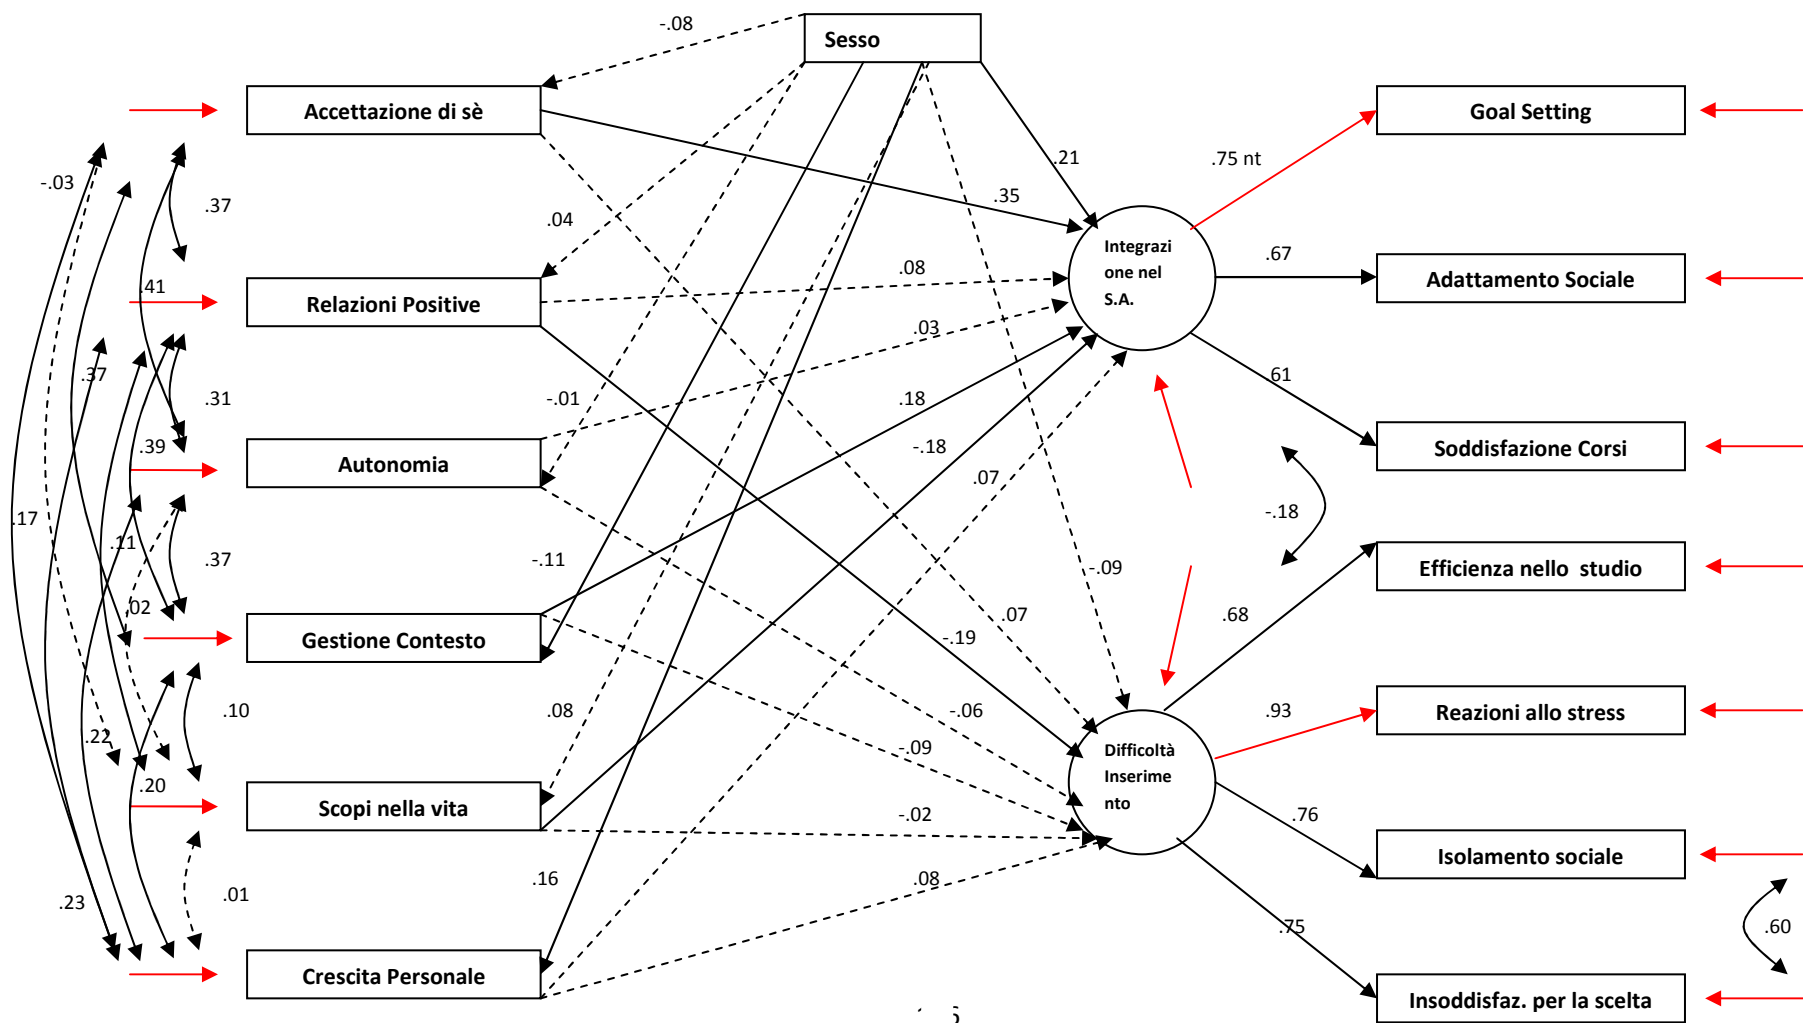 -.08
Sesso
Accettazione di sè
Goal Setting
-.03
.37
.04
.21
.35
.75 nt
.41
Relazioni Positive
.08
Integrazi
one nel
S.A.
.67
Adattamento Sociale
.03
.37
.31
-.01
.18
.61
.39
Autonomia
-.18
.07
Soddisfazione Corsi
.17
.11
.37
-.11
-.09
-.18
Efficienza nello  studio
.02
Gestione Contesto
.07
-.19
.68
.22
.10
.08
-.06
-.09
.93
Reazioni allo stress
.20
Scopi nella vita
-.02
Difficoltà
Inserime
nto
.76
Isolamento sociale
.23
.01
.16
.08
.75
.60
Crescita Personale
Insoddisfaz. per la scelta